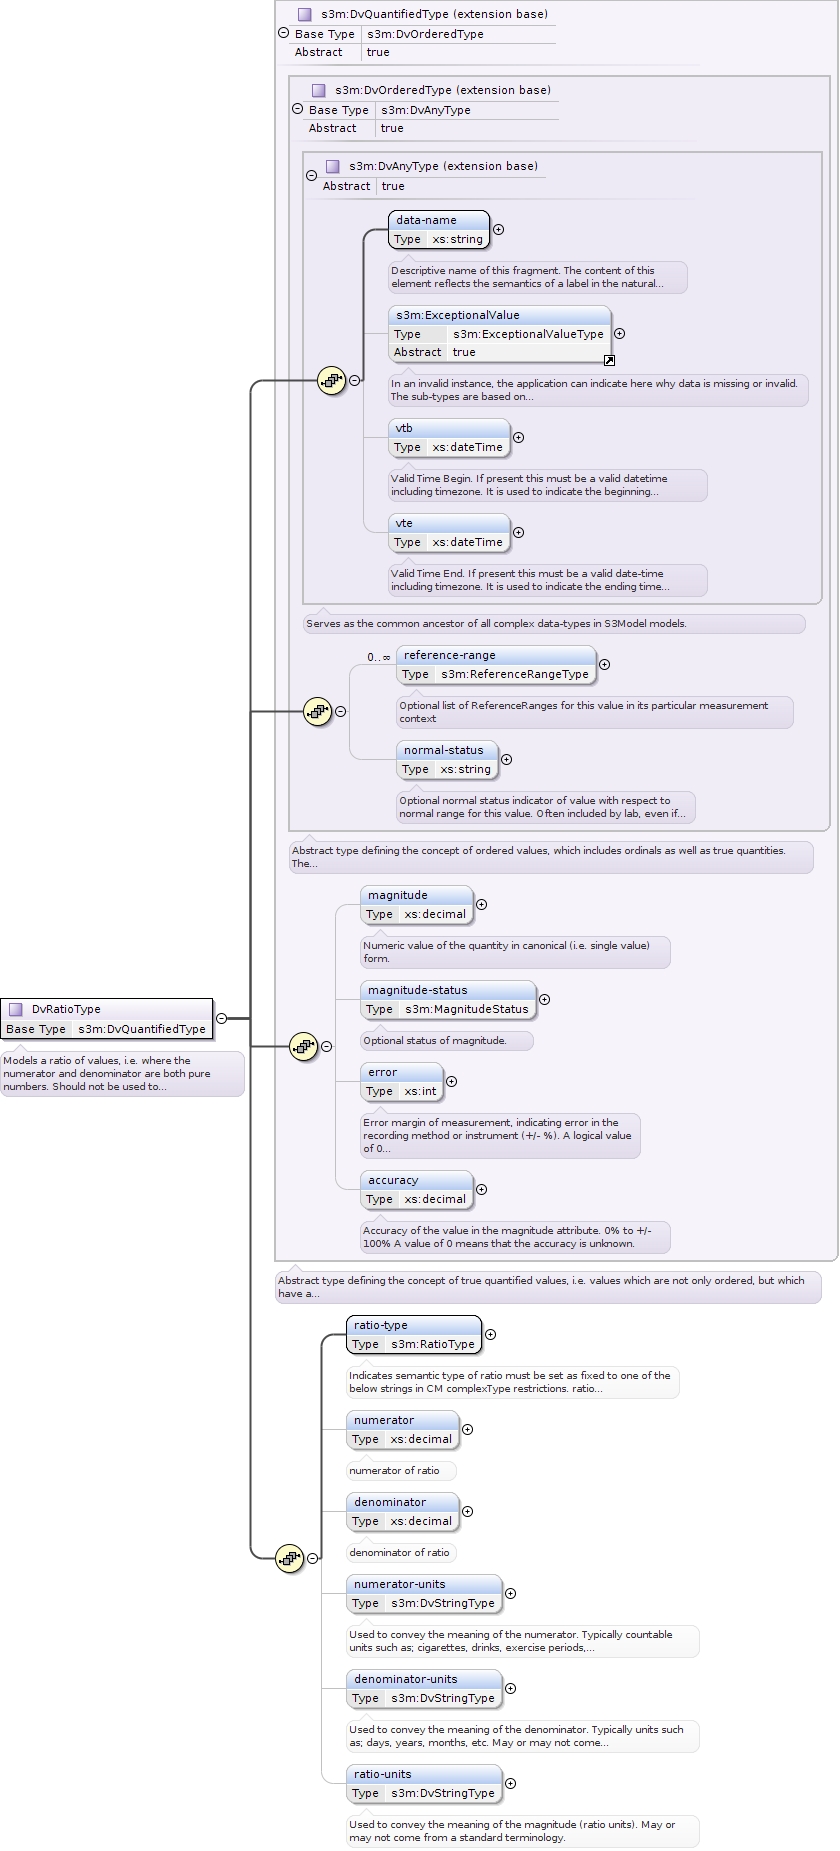 s3m:DvQuantifiedType (extension base)
Base Type s3m:DvOrderedType
Abstract true
s3m:DvOrderedType (extension base)
Base Type s3m:DvAnyType
Abstract true
s3m:DvAnyType (extension base)
Abstract true
data-name
Type xs:string
Descriptive name of this fragment. The content of this
element reflects the semantics of a label in the natural...
s3m:ExceptionalValue
Type s3m:ExceptionalValueType
Abstract true
In an invalid instance, the application can indicate here why data is missing or invalid.
The sub-types are based on...
vtb
Type xs:dateTime
Valid Time Begin. If present this must be a valid datetime
including timezone. It is used to indicate the beginning...
vte
Type xs:dateTime
Valid Time End. If present this must be a valid date-time
including timezone. It is used to indicate the ending time...
Serves as the common ancestor of all complex data-types in S3Model models.
0..∞
reference-range
Type s3m:ReferenceRangeType
Optional list of ReferenceRanges for this value in its particular measurement
context
normal-status
Type xs:string
Optional normal status indicator of value with respect to
normal range for this value. Often included by lab, even if...
Abstract type defining the concept of ordered values, which includes ordinals as well as true quantities.
The...
magnitude
Type xs:decimal
Numeric value of the quantity in canonical (i.e. single value)
form.
magnitude-status
Type s3m:MagnitudeStatus
Optional status of magnitude.
DvRatioType
Base Type s3m:DvQuantifiedType
Models a ratio of values, i.e. where the
numerator and denominator are both pure
numbers. Should not be used to...
error
Type xs:int
Error margin of measurement, indicating error in the
recording method or instrument (+/- %). A logical value
of 0...
accuracy
Type xs:decimal
Accuracy of the value in the magnitude attribute. 0% to +/-
100% A value of 0 means that the accuracy is unknown.
Abstract type defining the concept of true quantified values, i.e. values which are not only ordered, but which
have a...
ratio-type
Type s3m:RatioType
Indicates semantic type of ratio must be set as fixed to one of the
below strings in CM complexType restrictions. ratio...
numerator
Type xs:decimal
numerator of ratio
denominator
Type xs:decimal
denominator of ratio
numerator-units
Type s3m:DvStringType
Used to convey the meaning of the numerator. Typically countable
units such as; cigarettes, drinks, exercise periods,...
denominator-units
Type s3m:DvStringType
Used to convey the meaning of the denominator. Typically units such
as; days, years, months, etc. May or may not come...
ratio-units
Type s3m:DvStringType
Used to convey the meaning of the magnitude (ratio units). May or
may not come from a standard terminology.